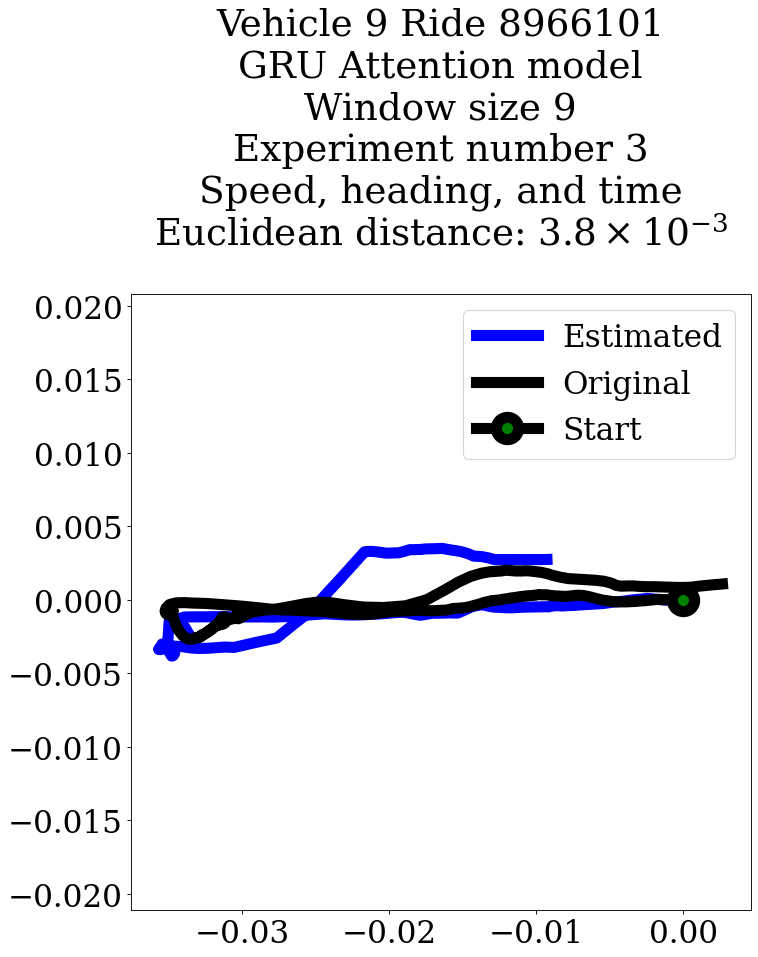 Vehicle 9 Ride 8966101
GRU Attention model
Window size 9
Experiment number 3
Speed, heading, and time
Euclidean distance: 3.8 × 10⁻³
Estimated
Original
Start
0.020
0.015
0.010
0.005
0.000
−0.005
−0.010
−0.015
−0.020
−0.03 −0.02 −0.01 0.00